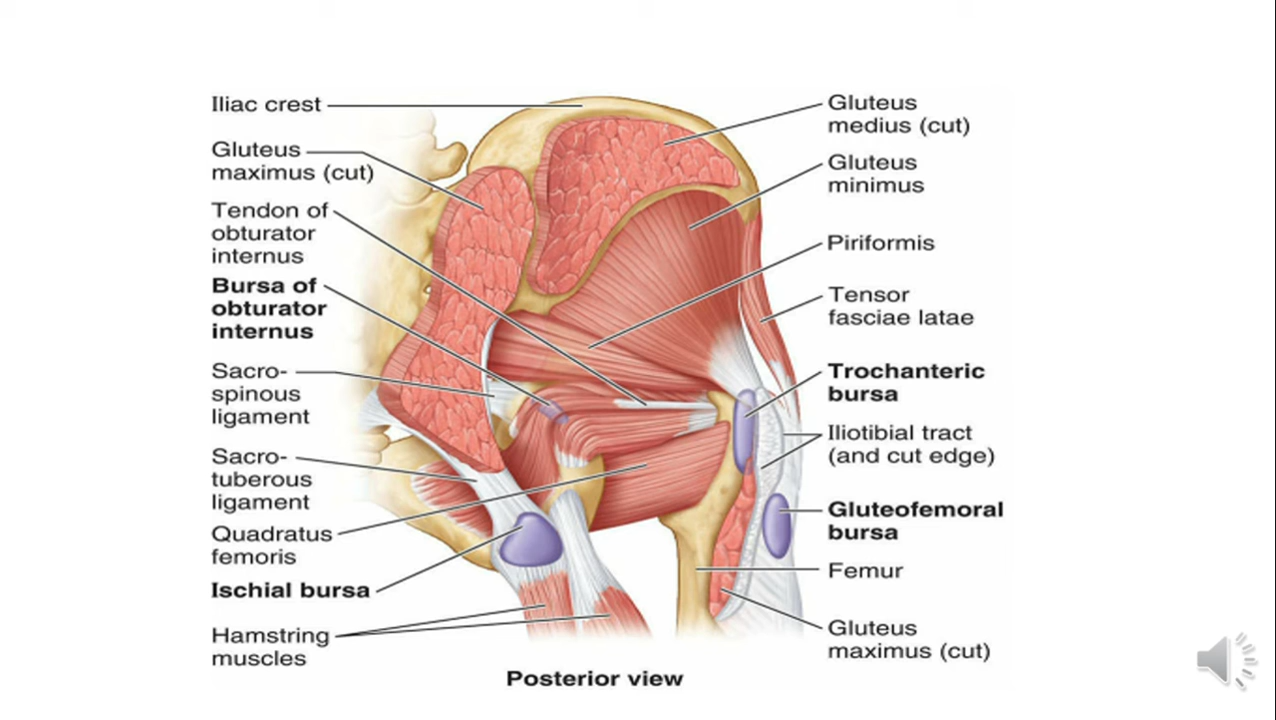 Iliac crest
Gluteus
maximus (cut)
Tendon of
obturator
internus
Bursa of
obturator
internus
Sacro-
spinous
ligament
Sacro-
tuberous
ligament
Quadratus
femoris
Ischial bursa
Hamstring
muscles
Gluteus
medius (cut)
Gluteus
minimus
Piriformis
Tensor
fasciae latae
Trochanteric
bursa
Iliotibial tract
(and cut edge)
Gluteofemoral
bursa
Femur
Gluteus
maximus (cut)
Posterior view